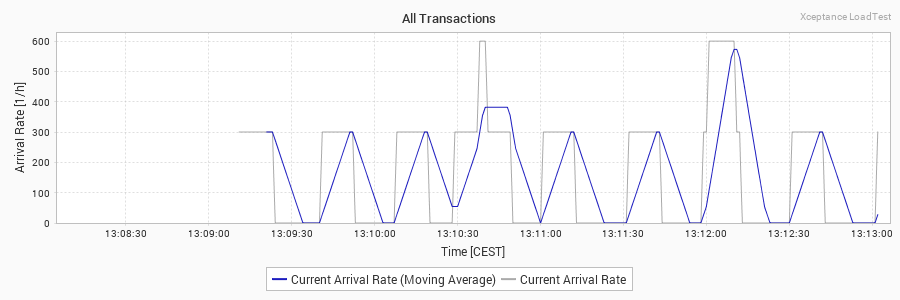 All Transactions
Xceptance LoadTest
Arrival Rate [1/h]
600
500
400
300
200
100
0
13:08:30 13:09:00 13:09:30 13:10:00 13:10:30 13:11:00 13:11:30 13:12:00 13:12:30 13:13:00
Time [CEST]
Current Arrival Rate (Moving Average) Current Arrival Rate